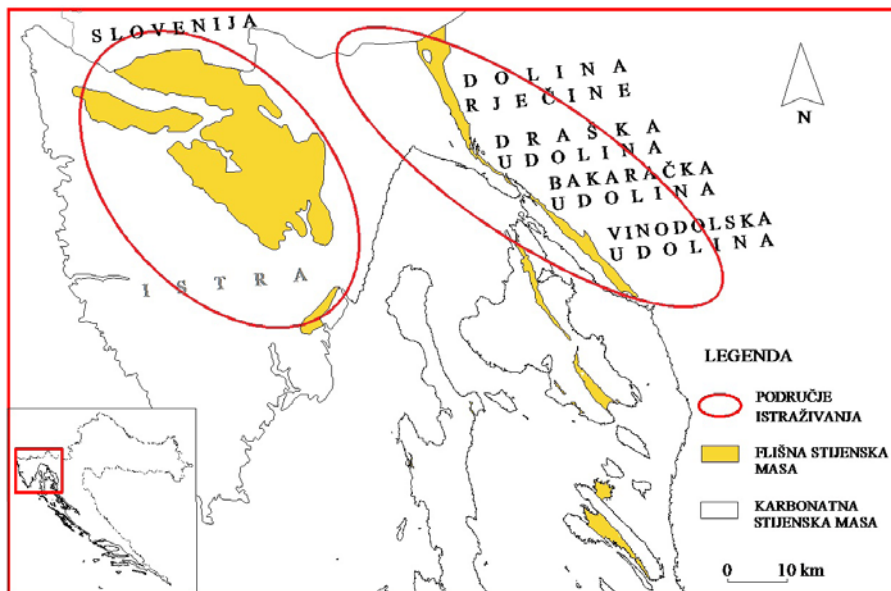 SLOVENIJA
DOLINA
RJEČINE
DRAŠKA
UDOLINA
BAKARAČKA
UDOLINA
VINODOLSKA
UDOLINA
ISTRA
N
LEGENDA
PODRUČJE
ISTRAŽIVANJA
FLIŠNA STIJENSKA
MASA
KARBONATNA
STIJENSKA MASA
0 10 km